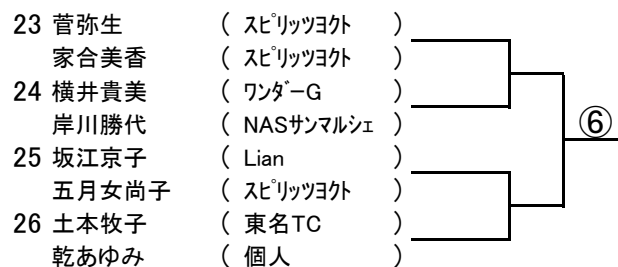 23 菅弥生 ( スピリッツヨクト )
家合美香 ( スピリッツヨクト )
24 横井貴美 ( ワンダーG )
岸川勝代 ( NASサンマルシェ )
⑥
25 坂江京子 ( Lian )
五月女尚子 ( スピリッツヨクト )
26 土本牧子 ( 東名TC )
乾あゆみ ( 個人 )